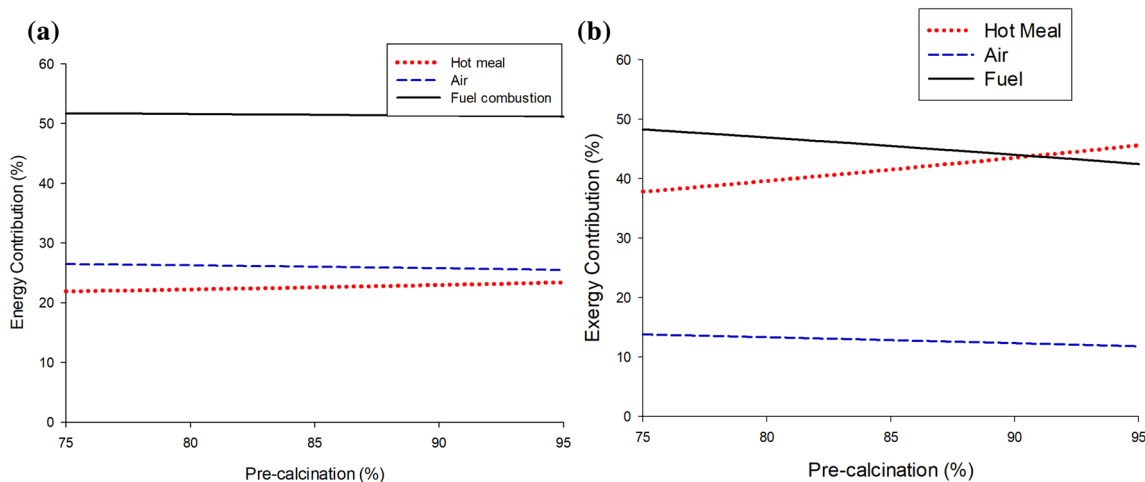 (a)
Hot meal
Air
Fuel combustion
60
50
40
30
20
10
0
Energy Contribution (%)
75
80
85
90
95
Pre-calcination (%)
(b)
Hot Meal
Air
Fuel
60
50
40
30
20
10
0
Exergy Contribution (%)
75
80
85
90
95
Pre-calcination (%)